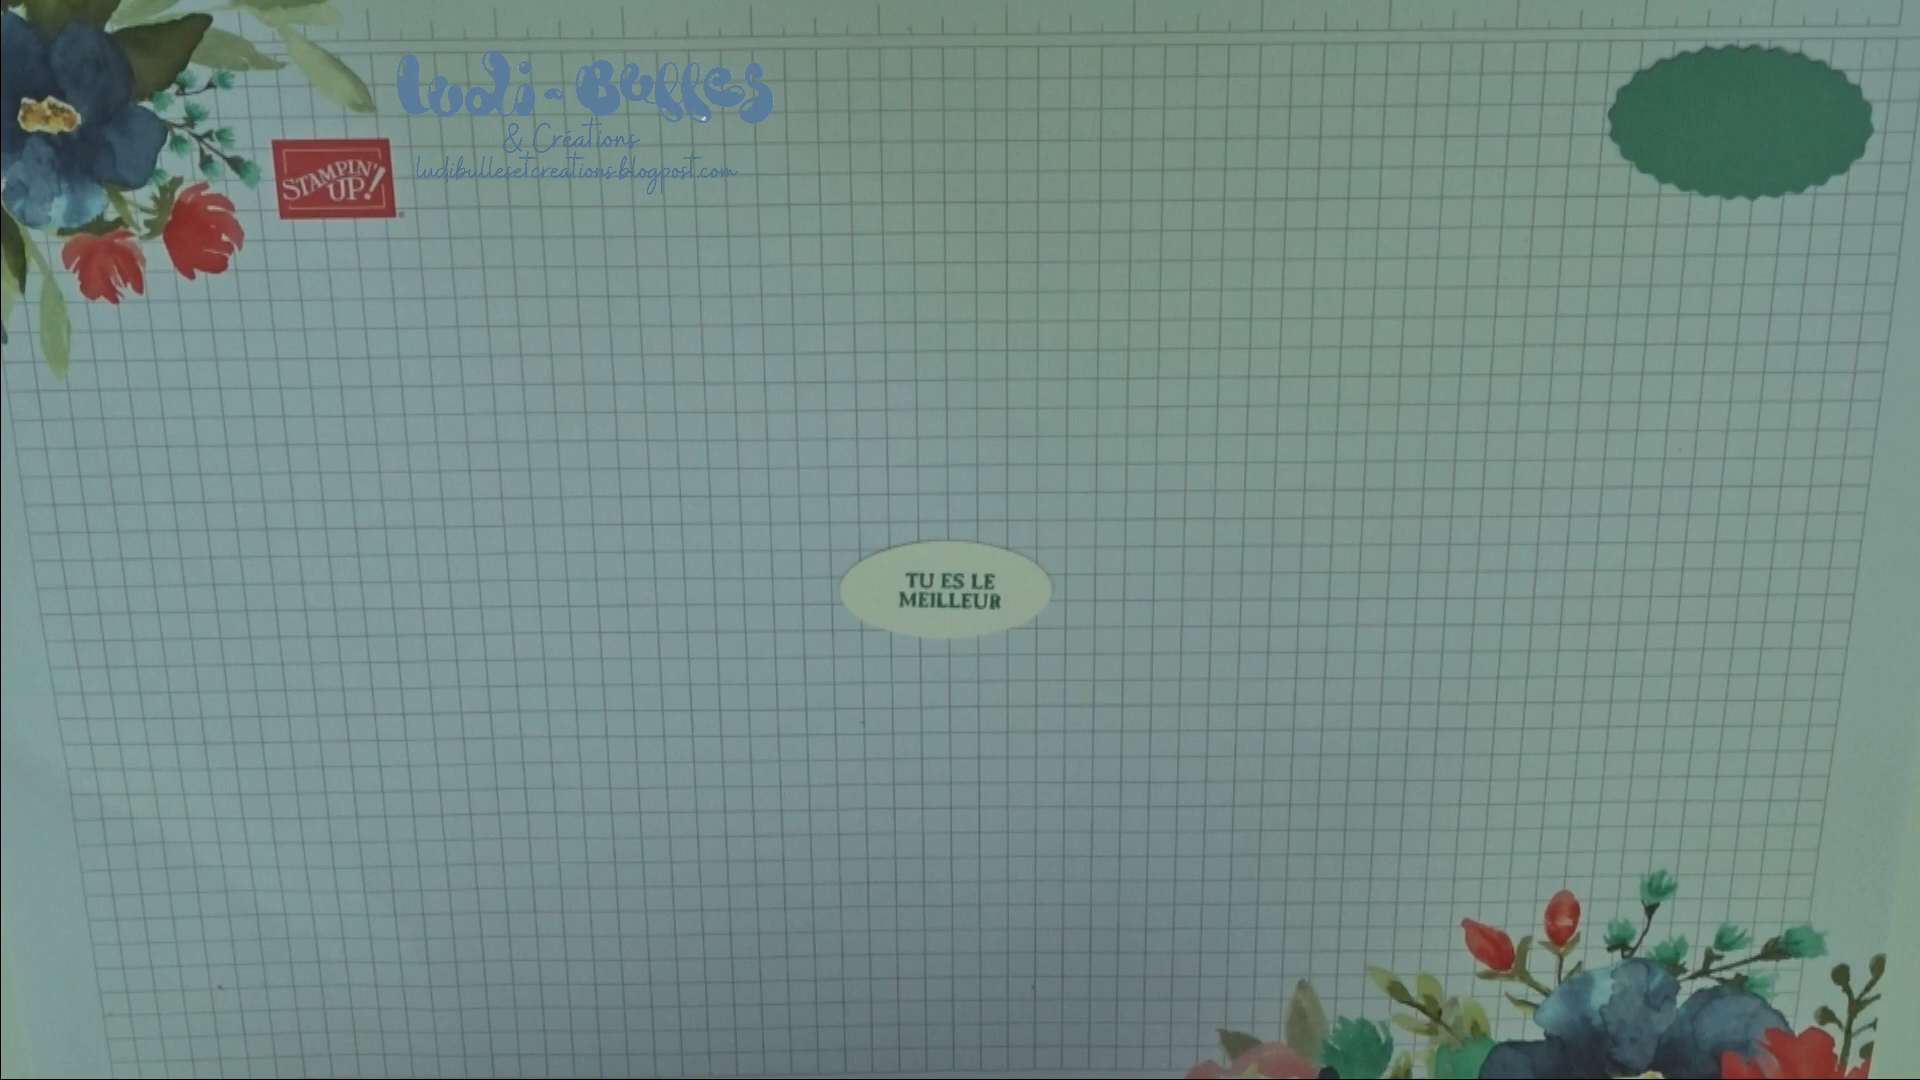 Ludi-Bulles
& Créations
ludibullesetcreations.blogspot.com
STAMPIN'
UP!
TU ES LE
MEILLEUR